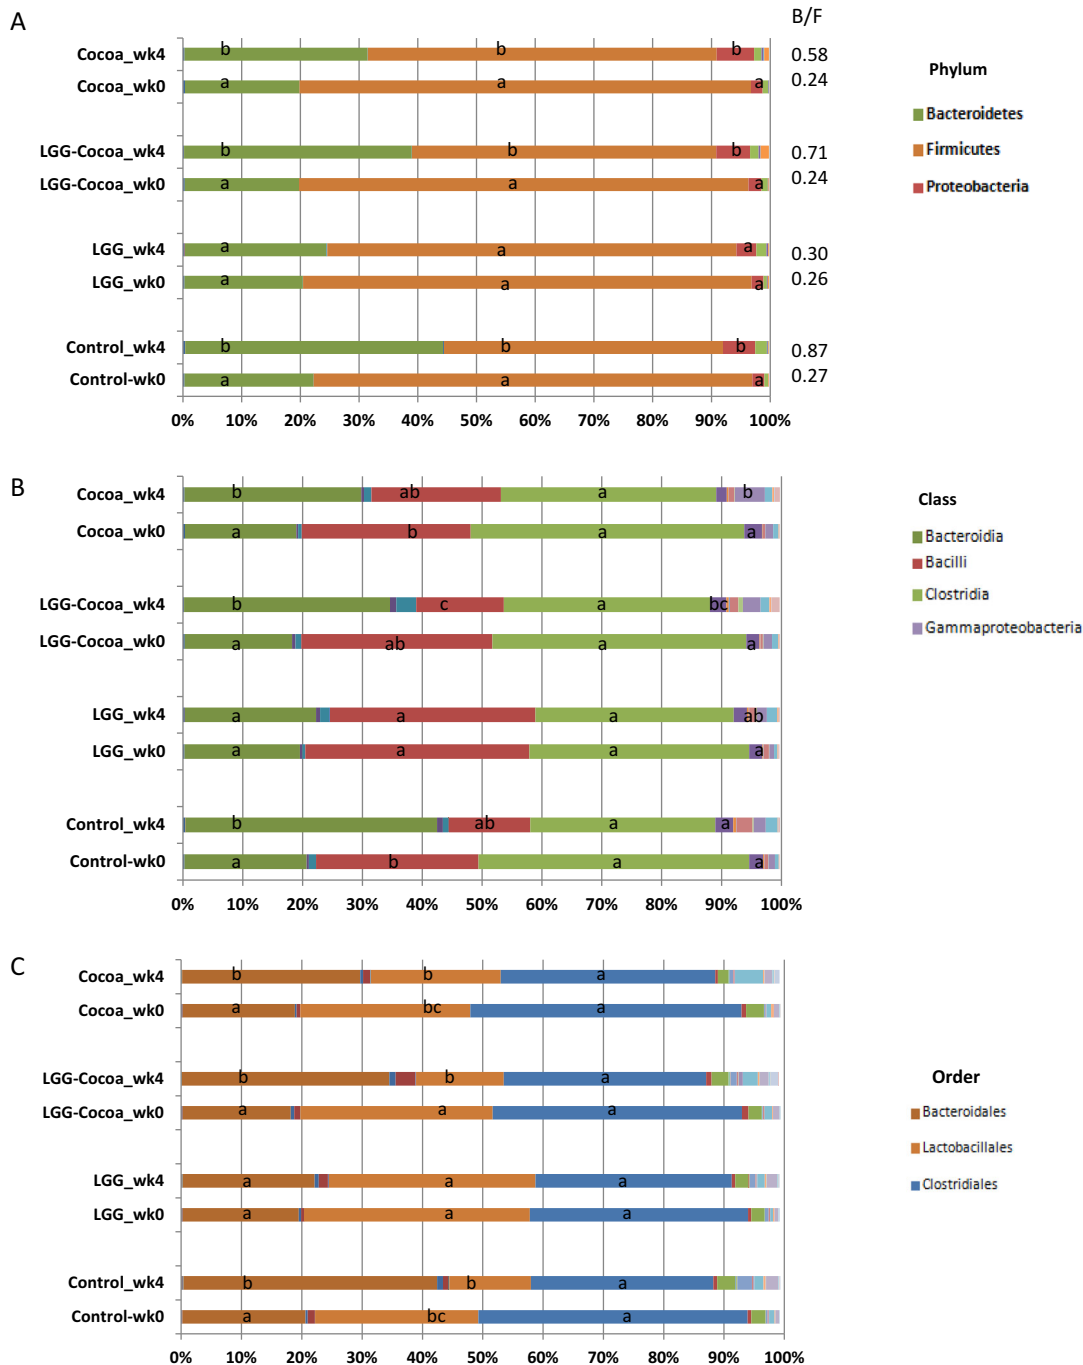 A
B/F
Cocoa_wk4 b b b 0.58
Cocoa_wk0 a a a 0.24
LGG-Cocoa_wk4 b b b 0.71
LGG-Cocoa_wk0 a a a 0.24
LGG_wk4 a a a 0.30
LGG_wk0 a a a 0.26
Control_wk4 b b b 0.87
Control-wk0 a a a 0.27
0% 10% 20% 30% 40% 50% 60% 70% 80% 90% 100%
Phylum
Bacteroidetes
Firmicutes
Proteobacteria
B
Cocoa_wk4 b ab a b
Cocoa_wk0 a b a a
LGG-Cocoa_wk4 b c a bc
LGG-Cocoa_wk0 a ab a a
LGG_wk4 a a a ab
LGG_wk0 a a a a
Control_wk4 b ab a a
Control-wk0 a b a a
0% 10% 20% 30% 40% 50% 60% 70% 80% 90% 100%
Class
Bacteroidia
Bacilli
Clostridia
Gammaproteobacteria
C
Cocoa_wk4 b b a
Cocoa_wk0 a bc a
LGG-Cocoa_wk4 b b a
LGG-Cocoa_wk0 a a a
LGG_wk4 a a a
LGG_wk0 a a a
Control_wk4 b b a
Control-wk0 a bc a
0% 10% 20% 30% 40% 50% 60% 70% 80% 90% 100%
Order
Bacteroidales
Lactobacillales
Clostridiales